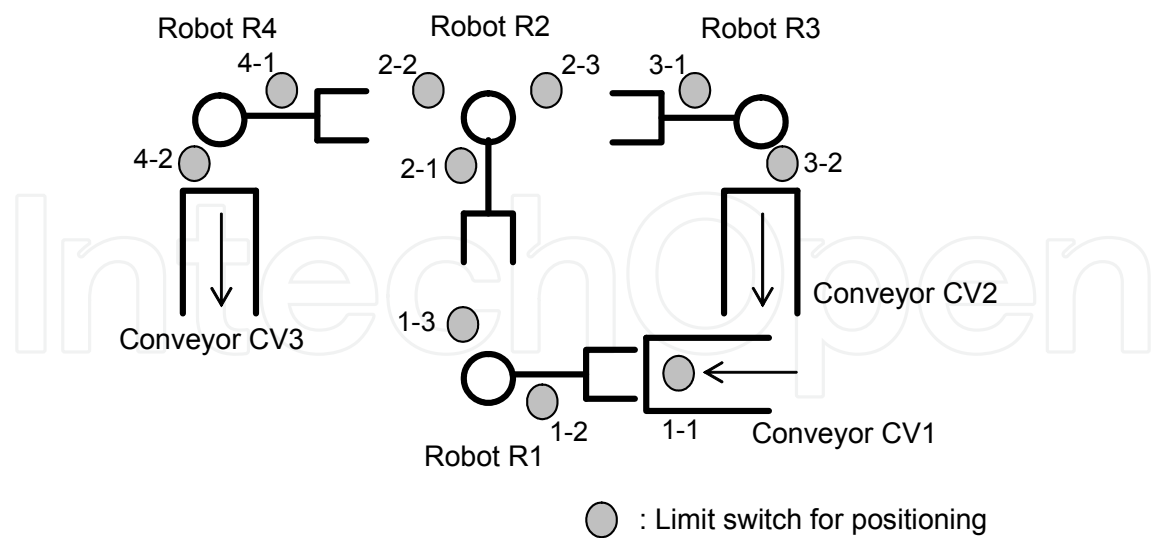 Robot R4
Robot R2
Robot R3
4-1
2-2
2-3
3-1
4-2
2-1
3-2
IntechOpen
Conveyor CV2
1-3
Conveyor CV3
1-2
1-1
Conveyor CV1
Robot R1
: Limit switch for positioning